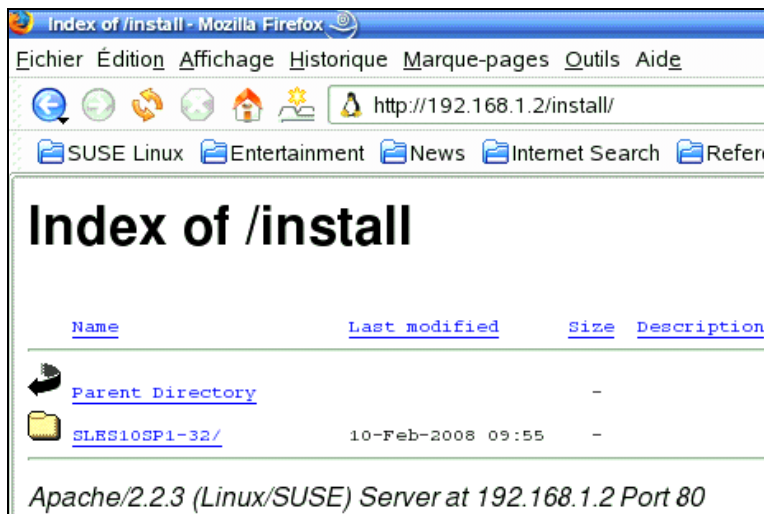 Index of /install - Mozilla Firefox
Fichier Édition Affichage Historique Marque-pages Outils Aide
http://192.168.1.2/install/
SUSE Linux Entertainment News Internet Search Refer
Index of /install
Name Last modified Size Description
Parent Directory -
SLES10SP1-32/ 10-Feb-2008 09:55 -
Apache/2.2.3 (Linux/SUSE) Server at 192.168.1.2 Port 80